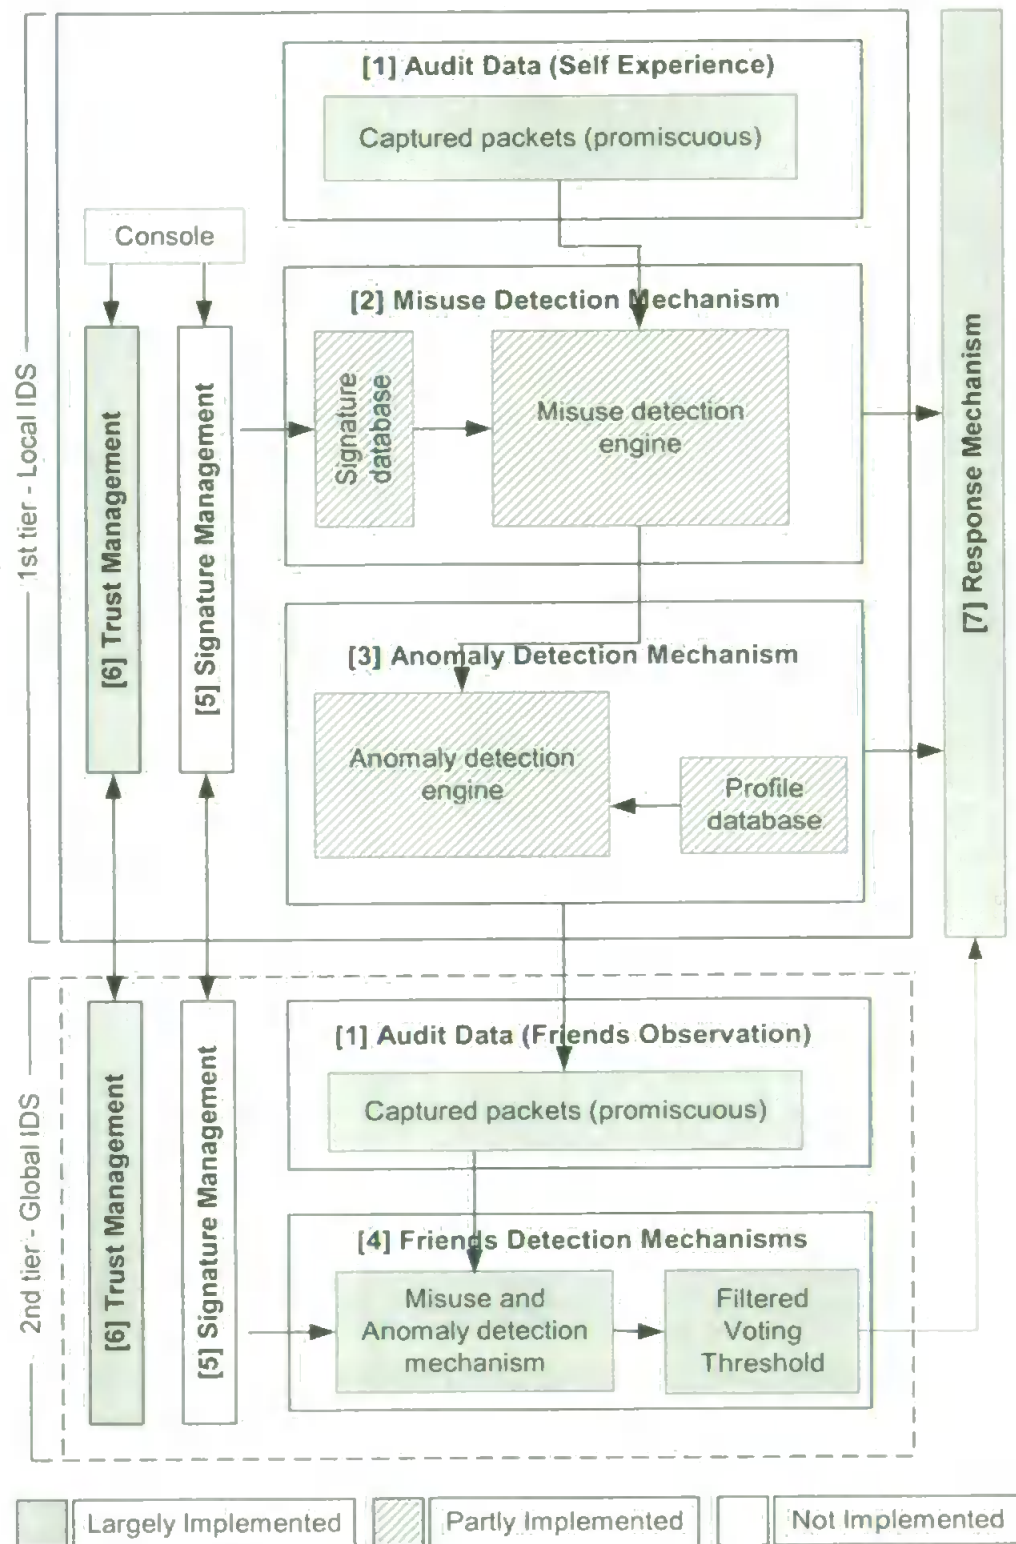 [1] Audit Data (Self Experience)
Captured packets (promiscuous)
Console
[2] Misuse Detection Mechanism
Signature
database
Misuse detection
engine
1st tier - Local IDS
[6] Trust Management
[5] Signature Management
[7] Response Mechanism
[3] Anomaly Detection Mechanism
Anomaly detection
engine
Profile
database
[1] Audit Data (Friends Observation)
Captured packets (promiscuous)
2nd tier - Global IDS
[6] Trust Management
[5] Signature Management
[4] Friends Detection Mechanisms
Misuse and
Anomaly detection
mechanism
Filtered
Voting
Threshold
Largely Implemented
Partly Implemented
Not Implemented